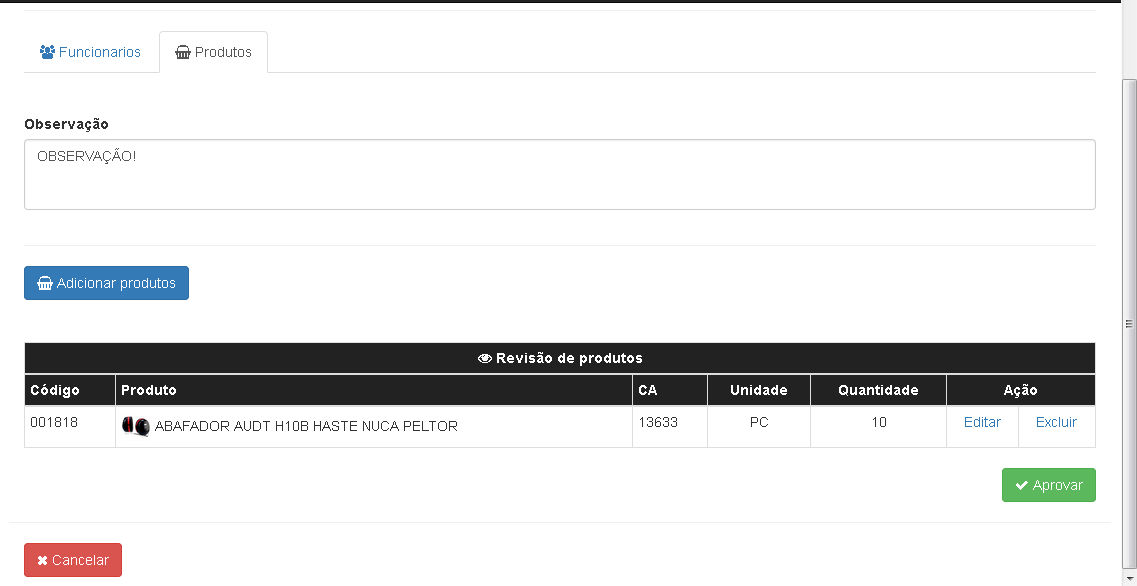 Funcionarios Produtos
Observação
OBSERVAÇÃO!
Adicionar produtos
Revisão de produtos
Código Produto CA Unidade Quantidade Ação
001818 ABAFADOR AUDT H10B HASTE NUCA PELTOR 13633 PC 10 Editar Excluir
Aprovar
Cancelar